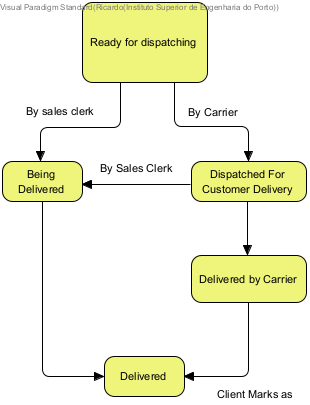 Visual Paradigm Standard(Ricardo(Instituto Superior de Engenharia do Porto))
Ready for dispatching
By sales clerk
By Carrier
By Sales Clerk
Being
Delivered
Dispatched For
Customer Delivery
Delivered by Carrier
Delivered
Client Marks as